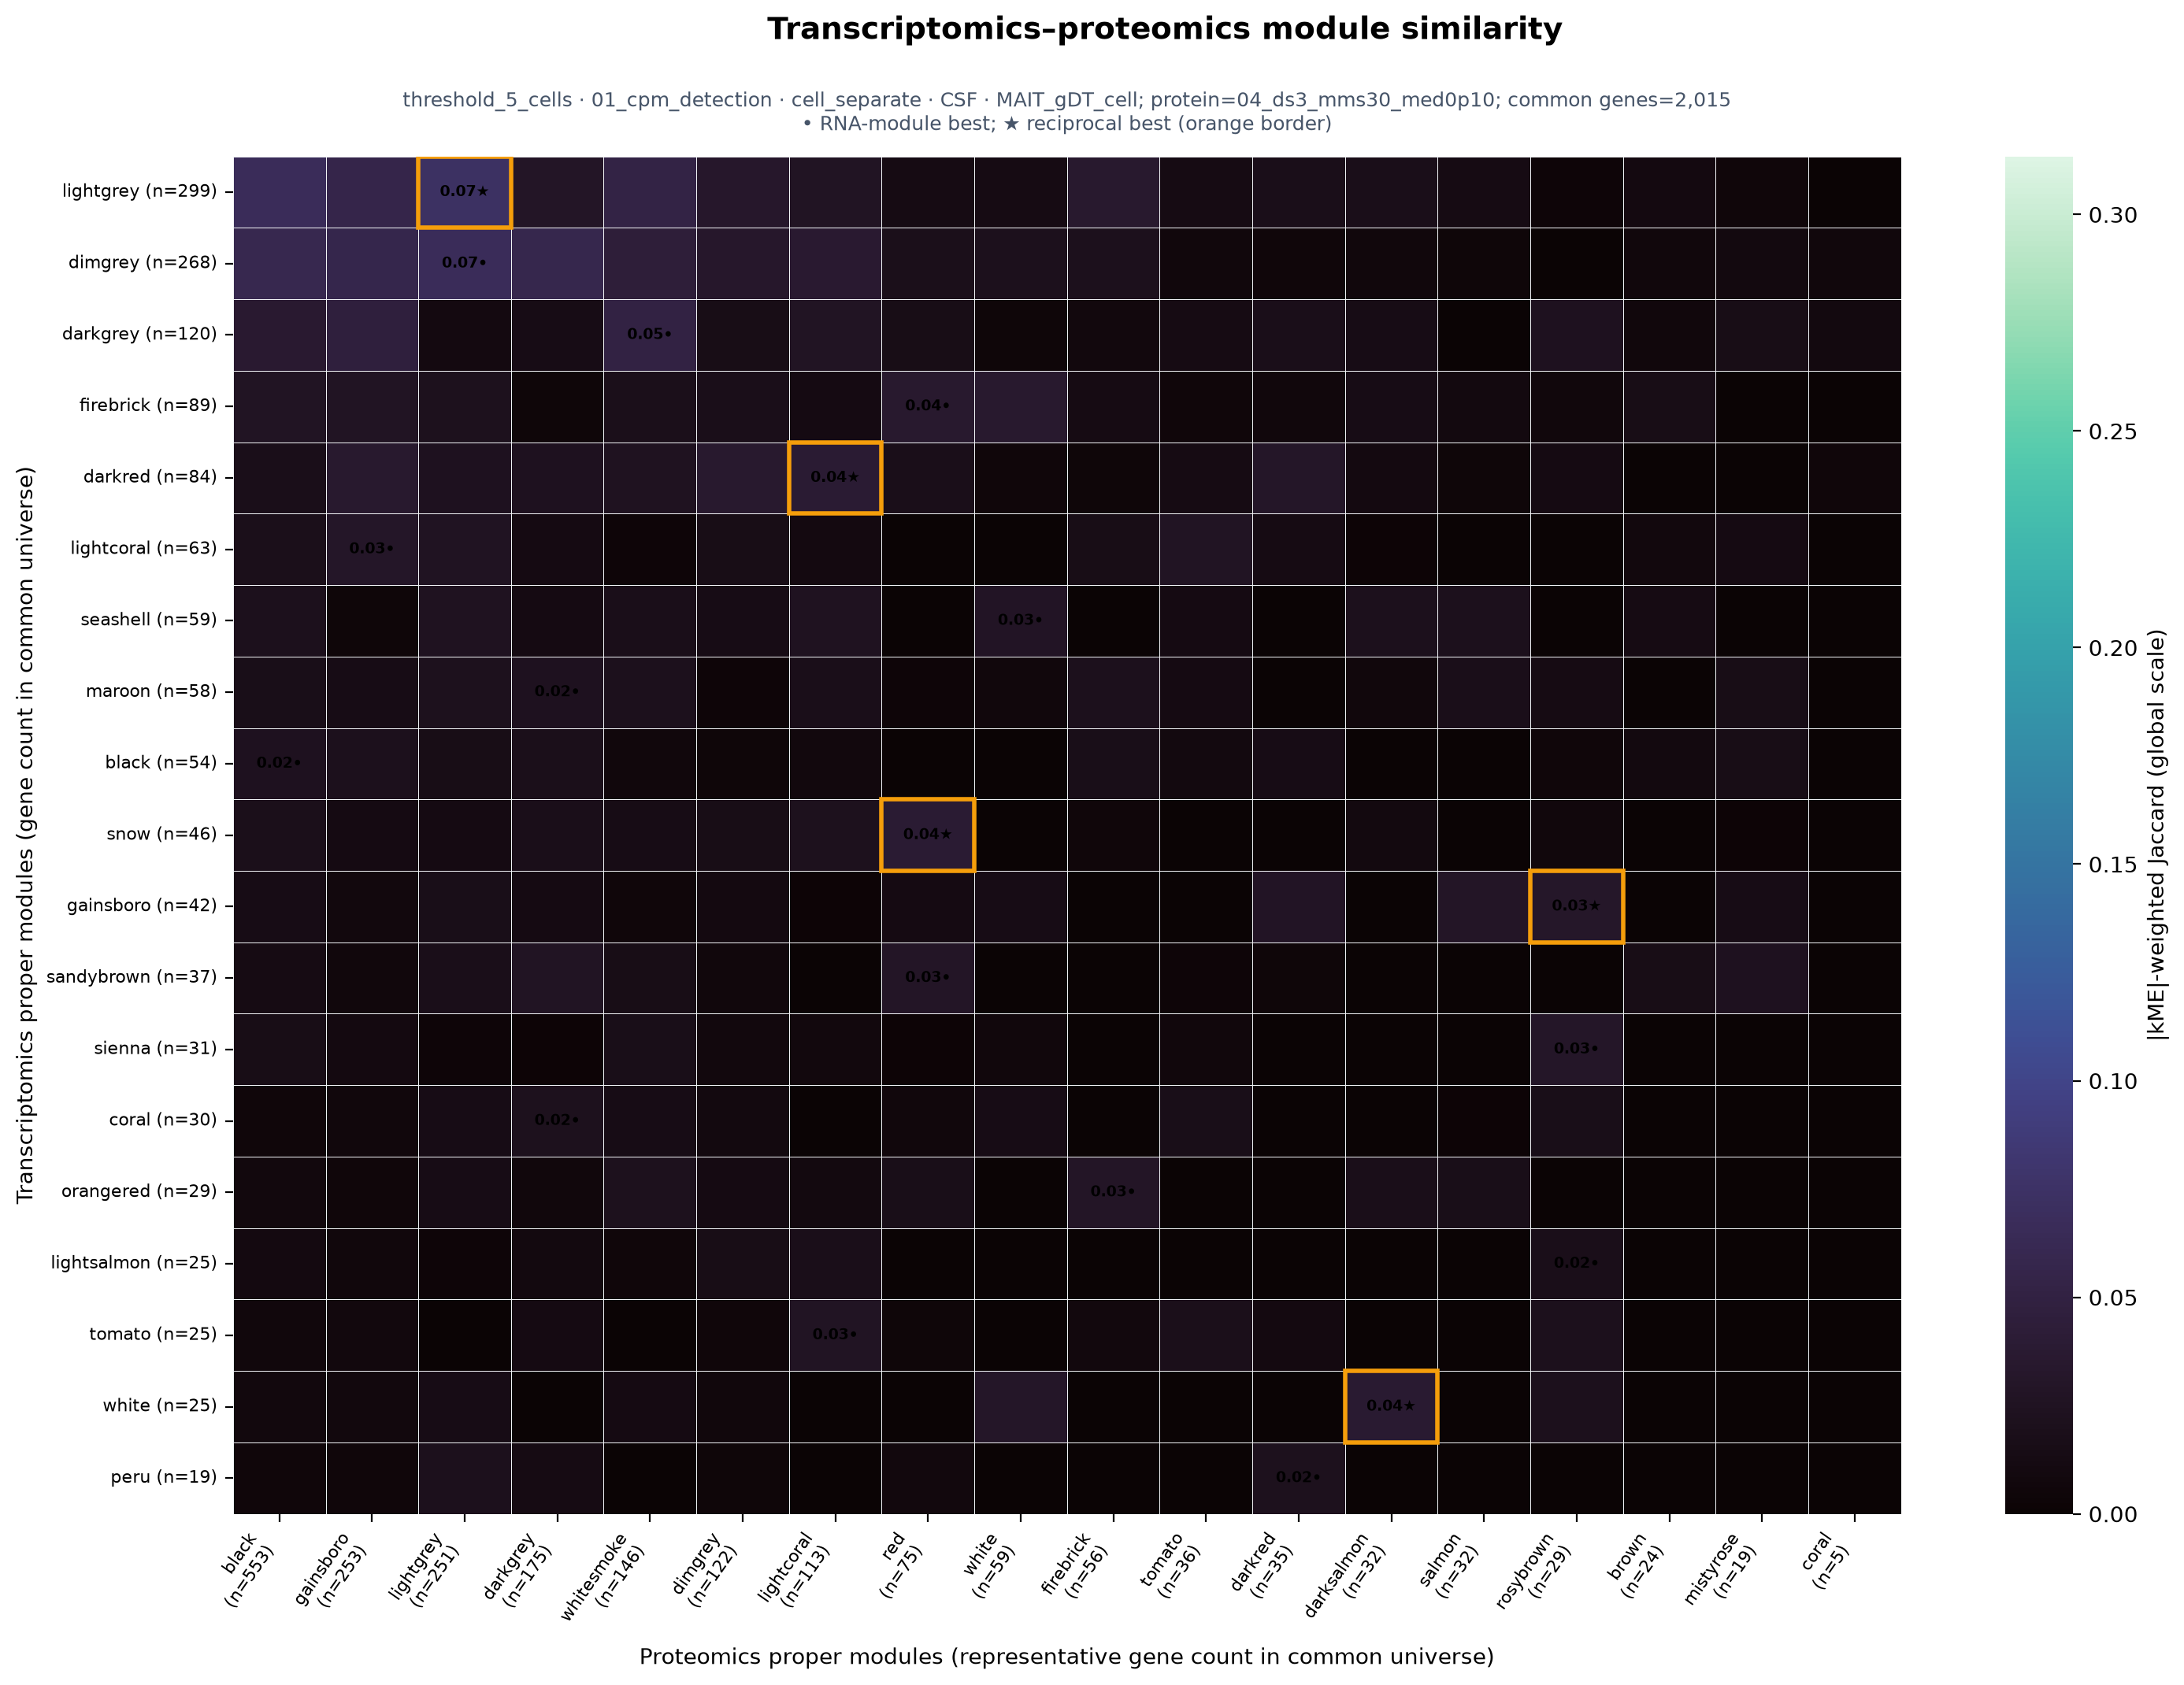 Transcriptomics–proteomics module similarity
threshold_5_cells · 01_cpm_detection · cell_separate · CSF · MAIT_gDT_cell; protein=04_ds3_mms30_med0p10; common genes=2,015
• RNA-module best; ★ reciprocal best (orange border)
Transcriptomics proper modules (gene count in common universe)
lightgrey (n=299)
0.07★
dimgrey (n=268)
0.07•
darkgrey (n=120)
0.05•
firebrick (n=89)
0.04•
darkred (n=84)
0.04★
lightcoral (n=63)
0.03•
seashell (n=59)
0.03•
maroon (n=58)
0.02•
black (n=54)
0.02•
snow (n=46)
0.04★
gainsboro (n=42)
0.03★
sandybrown (n=37)
0.03•
sienna (n=31)
0.03•
coral (n=30)
0.02•
orangered (n=29)
0.03•
lightsalmon (n=25)
0.02•
tomato (n=25)
0.03•
white (n=25)
0.04★
peru (n=19)
0.02•
black
(n=553)
gainsboro
(n=253)
lightgrey
(n=251)
darkgrey
(n=175)
whitesmoke
(n=146)
dimgrey
(n=122)
lightcoral
(n=113)
red
(n=75)
white
(n=59)
firebrick
(n=56)
tomato
(n=36)
darkred
(n=35)
darksalmon
(n=32)
salmon
(n=32)
rosybrown
(n=29)
brown
(n=24)
mistyrose
(n=19)
coral
(n=5)
Proteomics proper modules (representative gene count in common universe)
0.30
0.25
0.20
0.15
0.10
0.05
0.00
|kME|-weighted Jaccard (global scale)